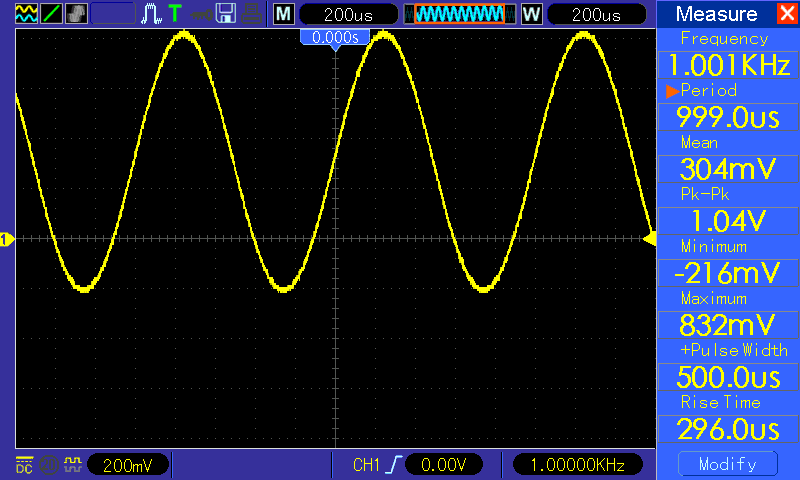 T M 200us W 200us Measure
0.000s
Frequency
1.001KHz
Period
999.0us
Mean
304mV
Pk-Pk
1.04V
1
Minimum
-216mV
Maximum
832mV
+Pulse Width
500.0us
Rise Time
296.0us
DC 200mV CH1 0.00V 1.00000KHz Modify